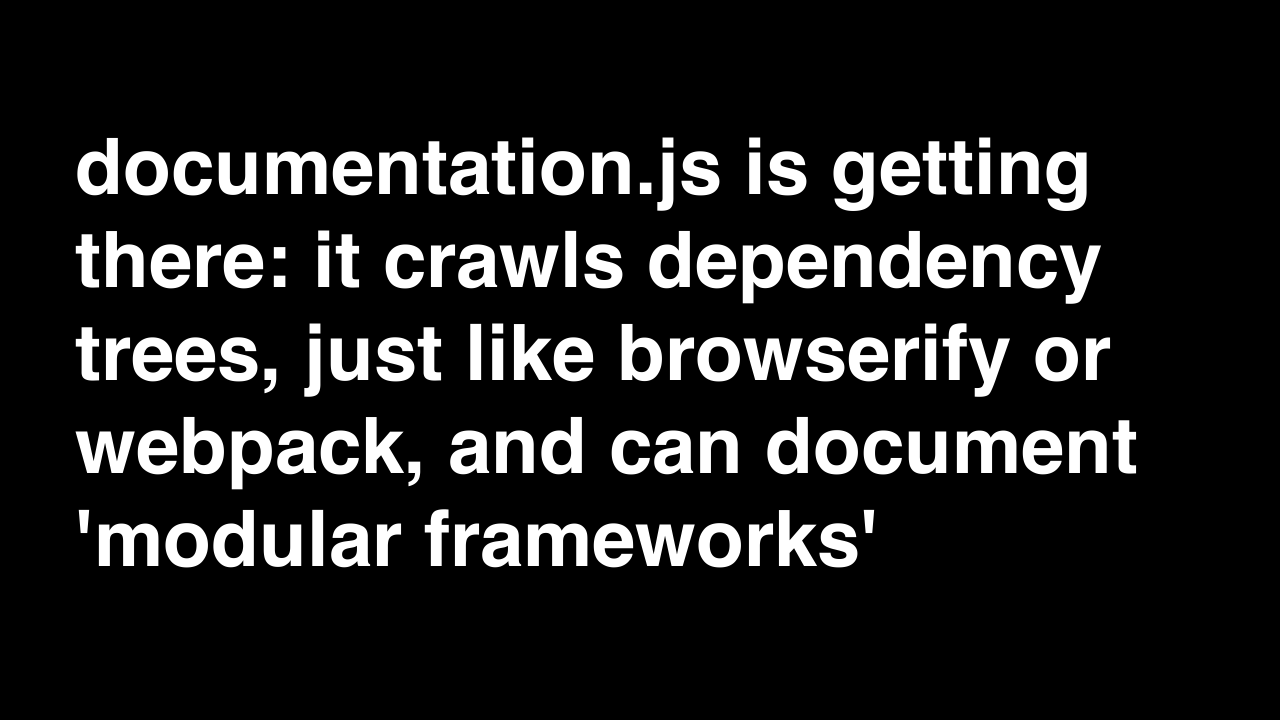 documentation.js is getting
there: it crawls dependency
trees, just like browserify or
webpack, and can document
'modular frameworks'